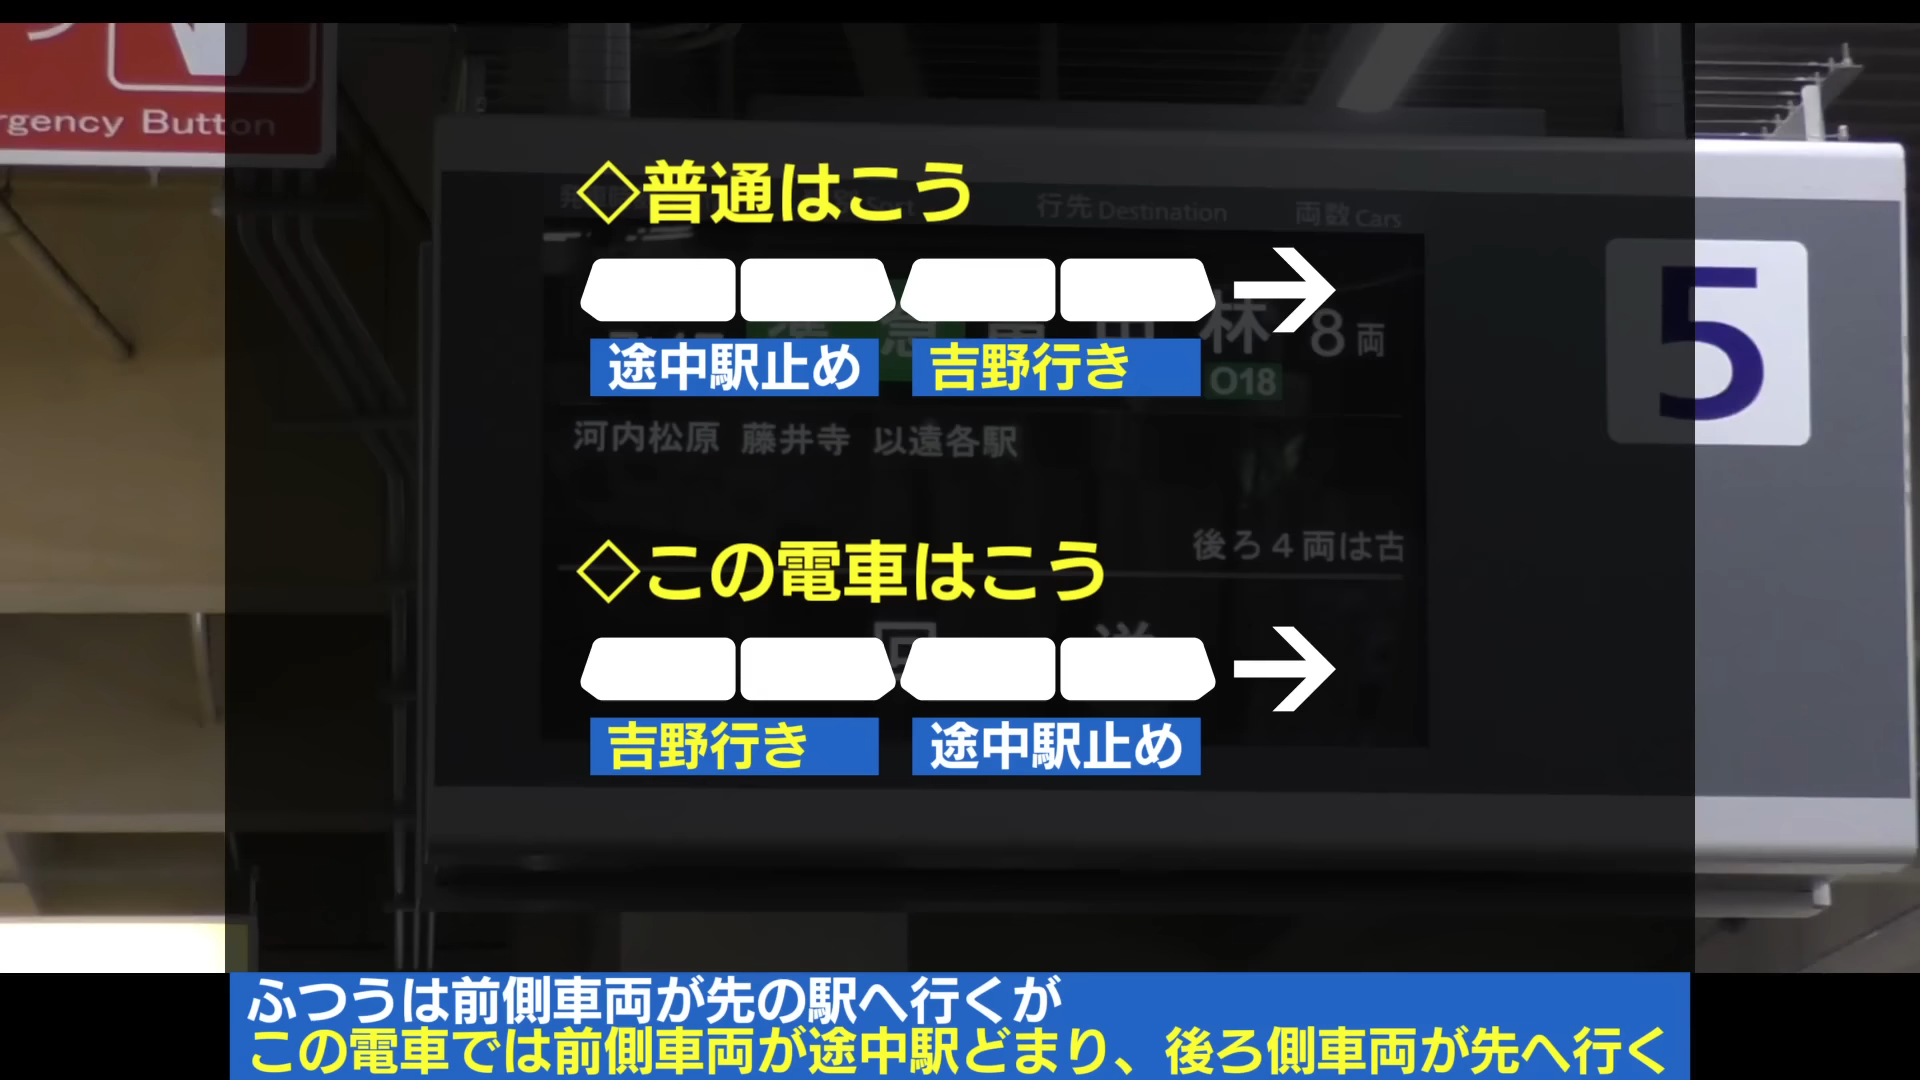 rgency Button
◇普通はこう
行先 Destination
両数 Cars
途中駅止め
吉野行き
林
8両
O18
5
河内松原 藤井寺 以遠各駅
後ろ4両は古
◇この電車はこう
吉野行き
途中駅止め
ふつうは前側車両が先の駅へ行くが
この電車では前側車両が途中駅どまり、後ろ側車両が先へ行く